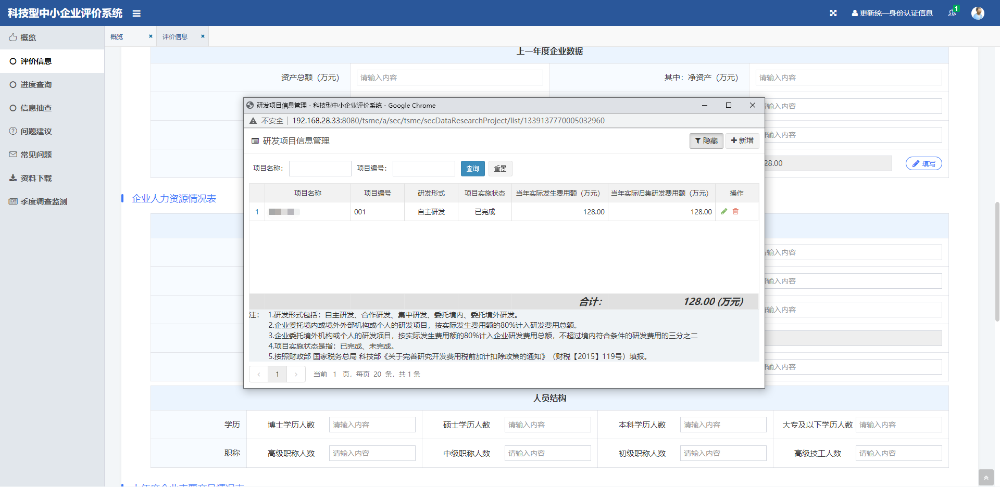 科技型中小企业评价系统
更新统一身份认证信息
1
概览
评价信息
进度查询
信息抽查
问题建议
常见问题
资料下载
季度调查监测
概览 ×
评价信息 ×
上一年度企业数据
资产总额（万元） 请输入内容 其中：净资产（万元） 请输入内容
输入内容
输入内容
28.00 填写
研发项目信息管理 - 科技型中小企业评价系统 - Google Chrome
不安全 192.168.28.33:8080/tsme/a/sec/tsme/secDataResearchProject/list/1339137770005032960
研发项目信息管理 隐藏 新增
项目名称： 项目编号： 查询 重置
项目名称 项目编号 研发形式 项目实施状态 当年实际发生费用额（万元） 当年实际归集研发费用额（万元） 操作
1 001 自主研发 已完成 128.00 128.00
合计： 128.00 (万元)
注： 1.研发形式包括：自主研发、合作研发、集中研发、委托境内、委托境外研发。
2.企业委托境内或境外外部机构或个人的研发项目，按实际发生费用额的80%计入研发费用总额。
3.企业委托境外机构或个人的研发项目，按实际发生费用额的80%计入企业研发费用总额，不超过境内符合条件的研发费用的三分之二
4.项目实施状态是指：已完成、未完成。
5.按照财政部 国家税务总局 科技部《关于完善研究开发费用税前加计扣除政策的通知》（财税【2015】119号）填报。
1 当前 1 页，每页 20 条，共 1 条
企业人力资源情况表
输入内容
输入内容
输入内容
输入内容
人员结构
学历 博士学历人数 请输入内容 硕士学历人数 请输入内容 本科学历人数 请输入内容 大专及以下学历人数 请输入内容
职称 高级职称人数 请输入内容 中级职称人数 请输入内容 初级职称人数 请输入内容 高级技工人数 请输入内容